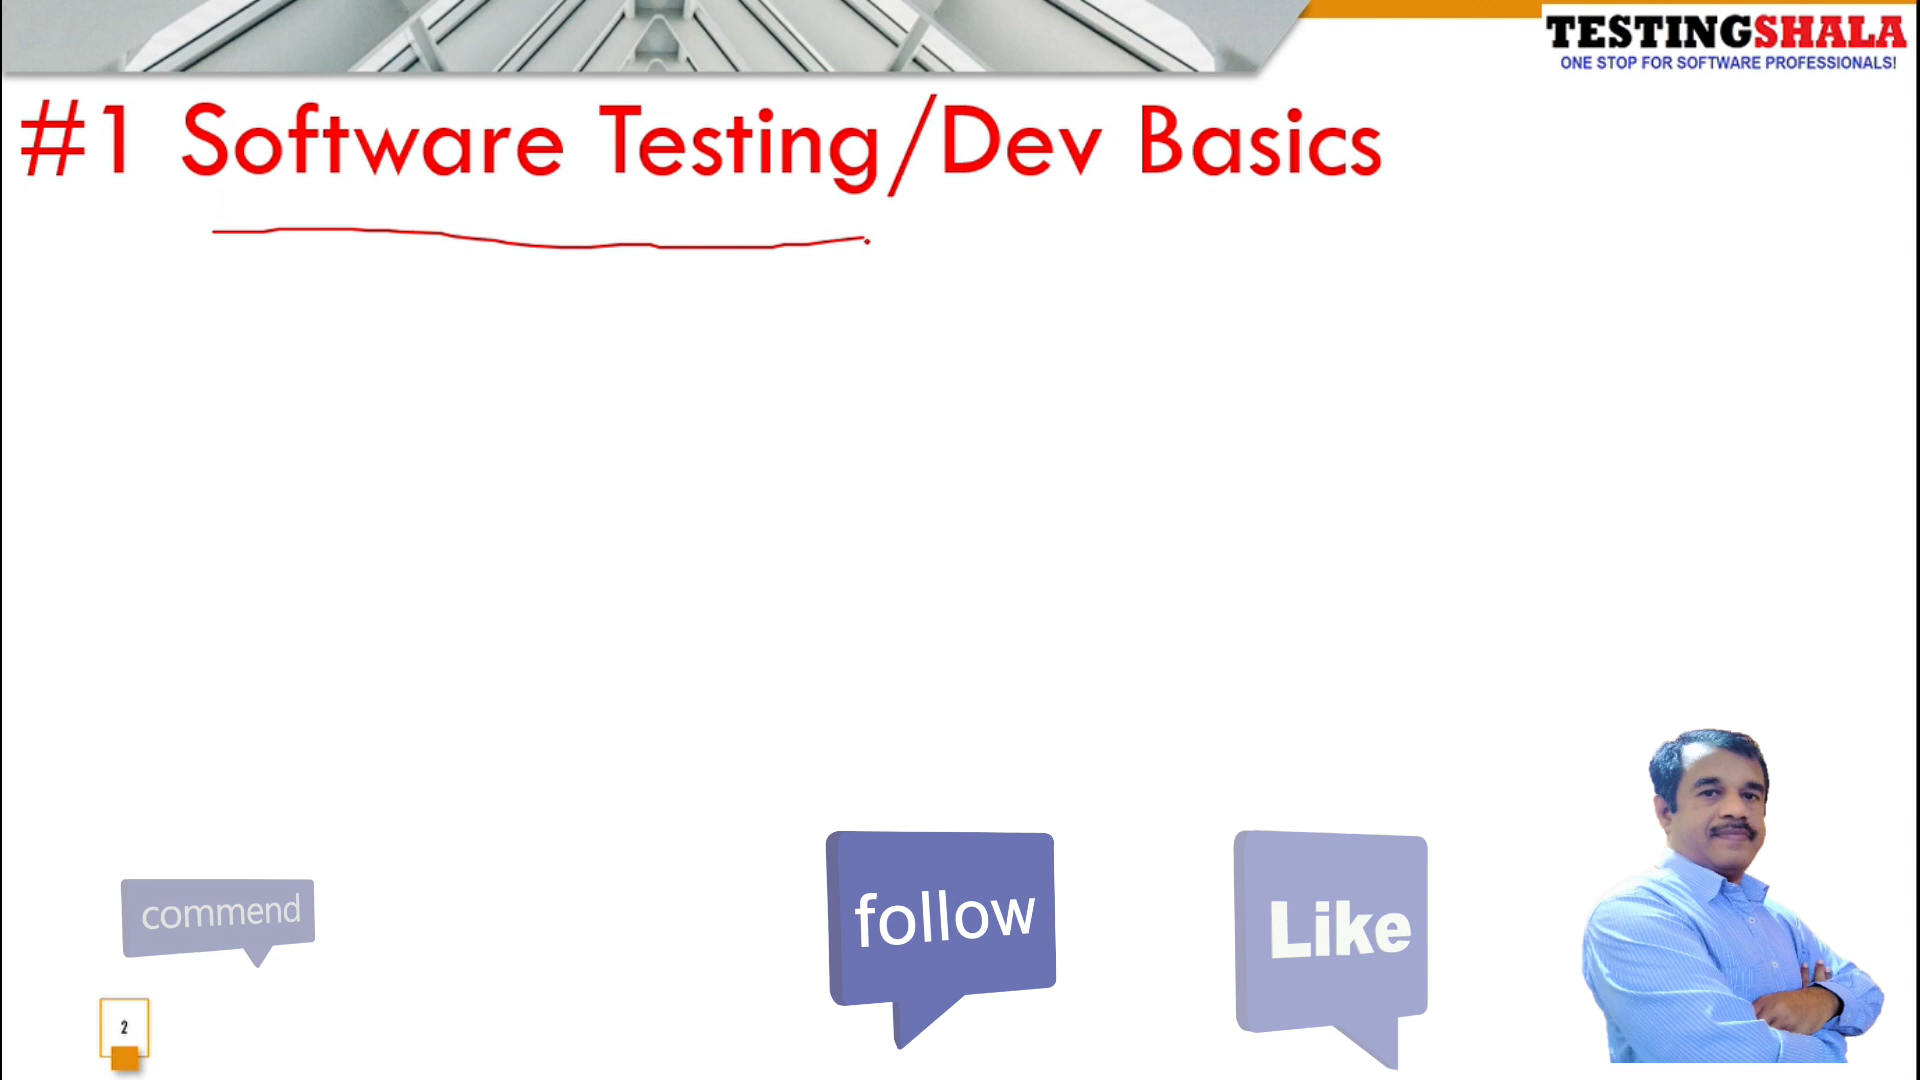 TESTINGSHALA
ONE STOP FOR SOFTWARE PROFESSIONALS!
#1 Software Testing/Dev Basics
commend
follow
Like
2